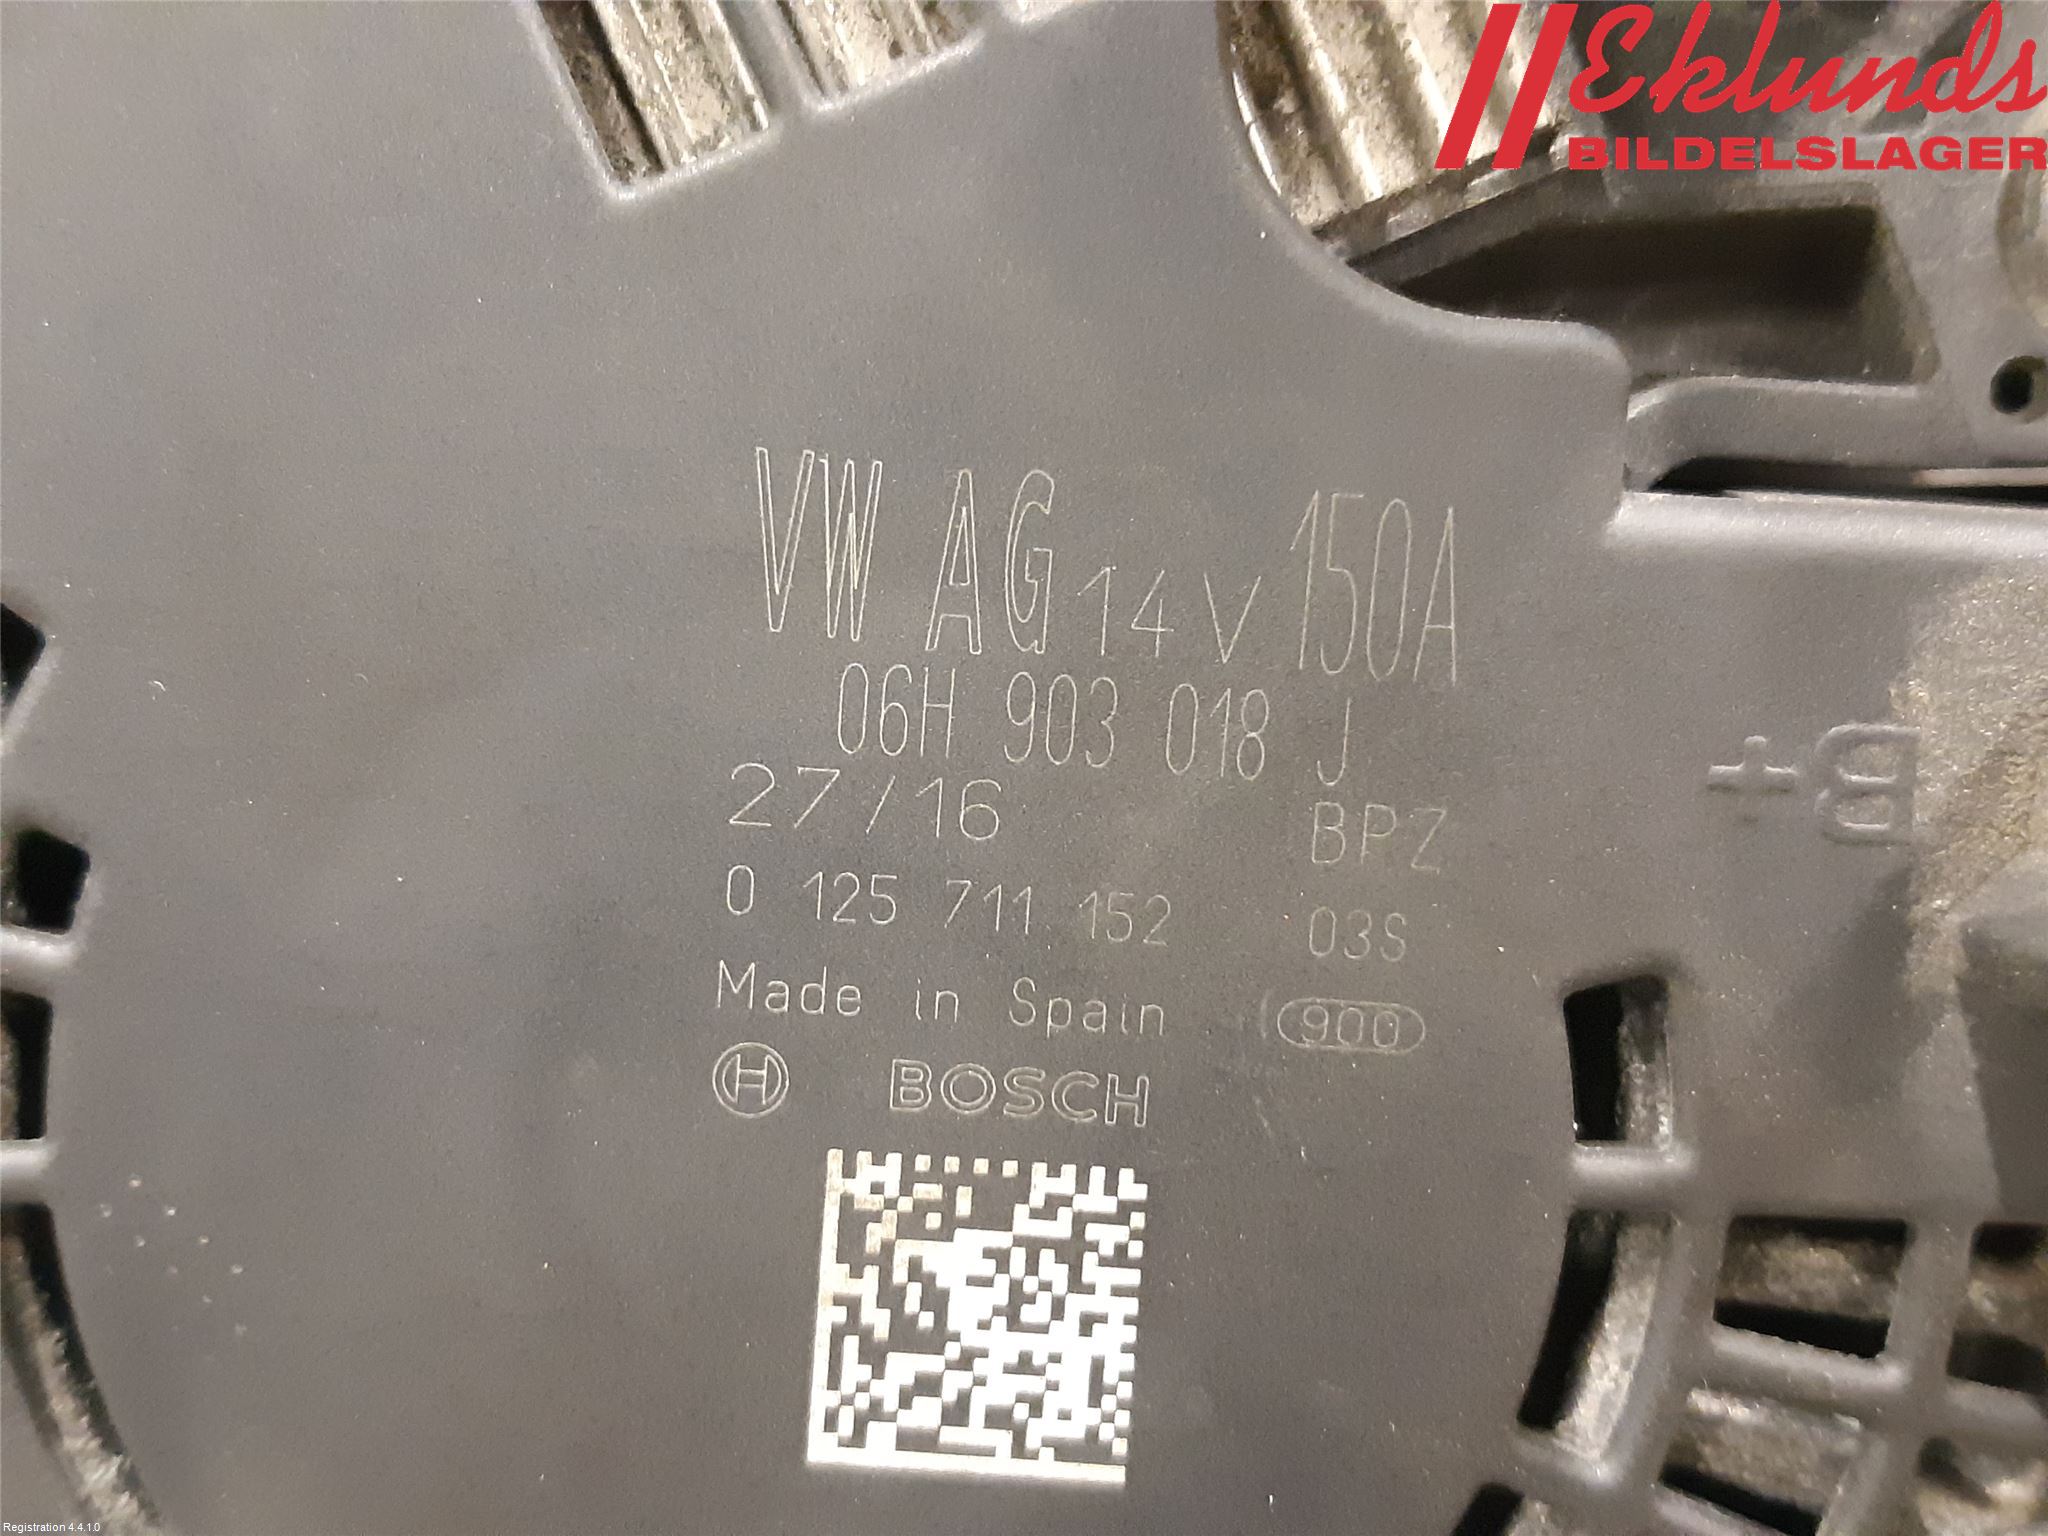 Eklunds
BILDELSLAGER
VW AG 14V 150A
06H 903 018 J
27/16 BPZ
0 125 711 152 03S
Made in Spain 900
H BOSCH
B+
Registration 4.4.1.0